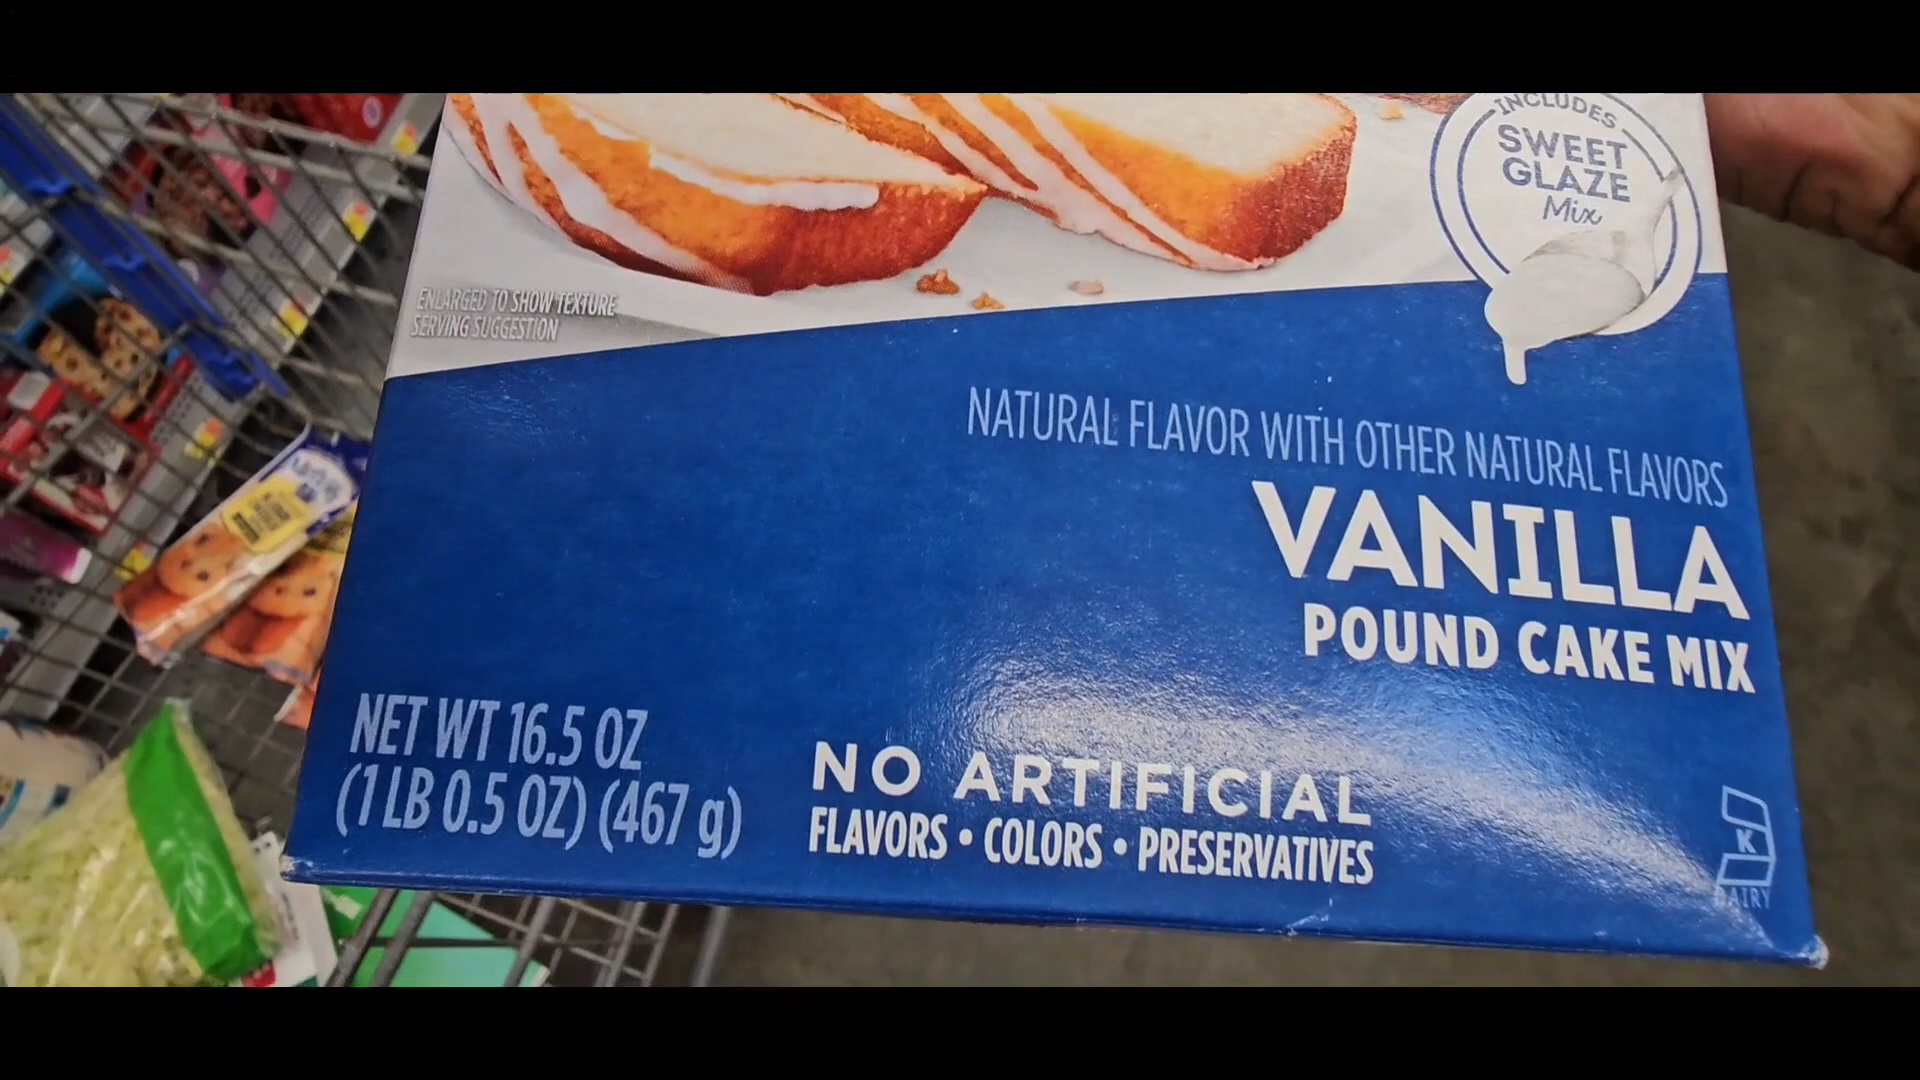 INCLUDES
SWEET
GLAZE
Mix
ENLARGED TO SHOW TEXTURE
SERVING SUGGESTION
NATURAL FLAVOR WITH OTHER NATURAL FLAVORS
VANILLA
POUND CAKE MIX
NET WT 16.5 OZ
(1 LB 0.5 OZ) (467 g)
NO ARTIFICIAL
FLAVORS • COLORS • PRESERVATIVES
K
DAIRY